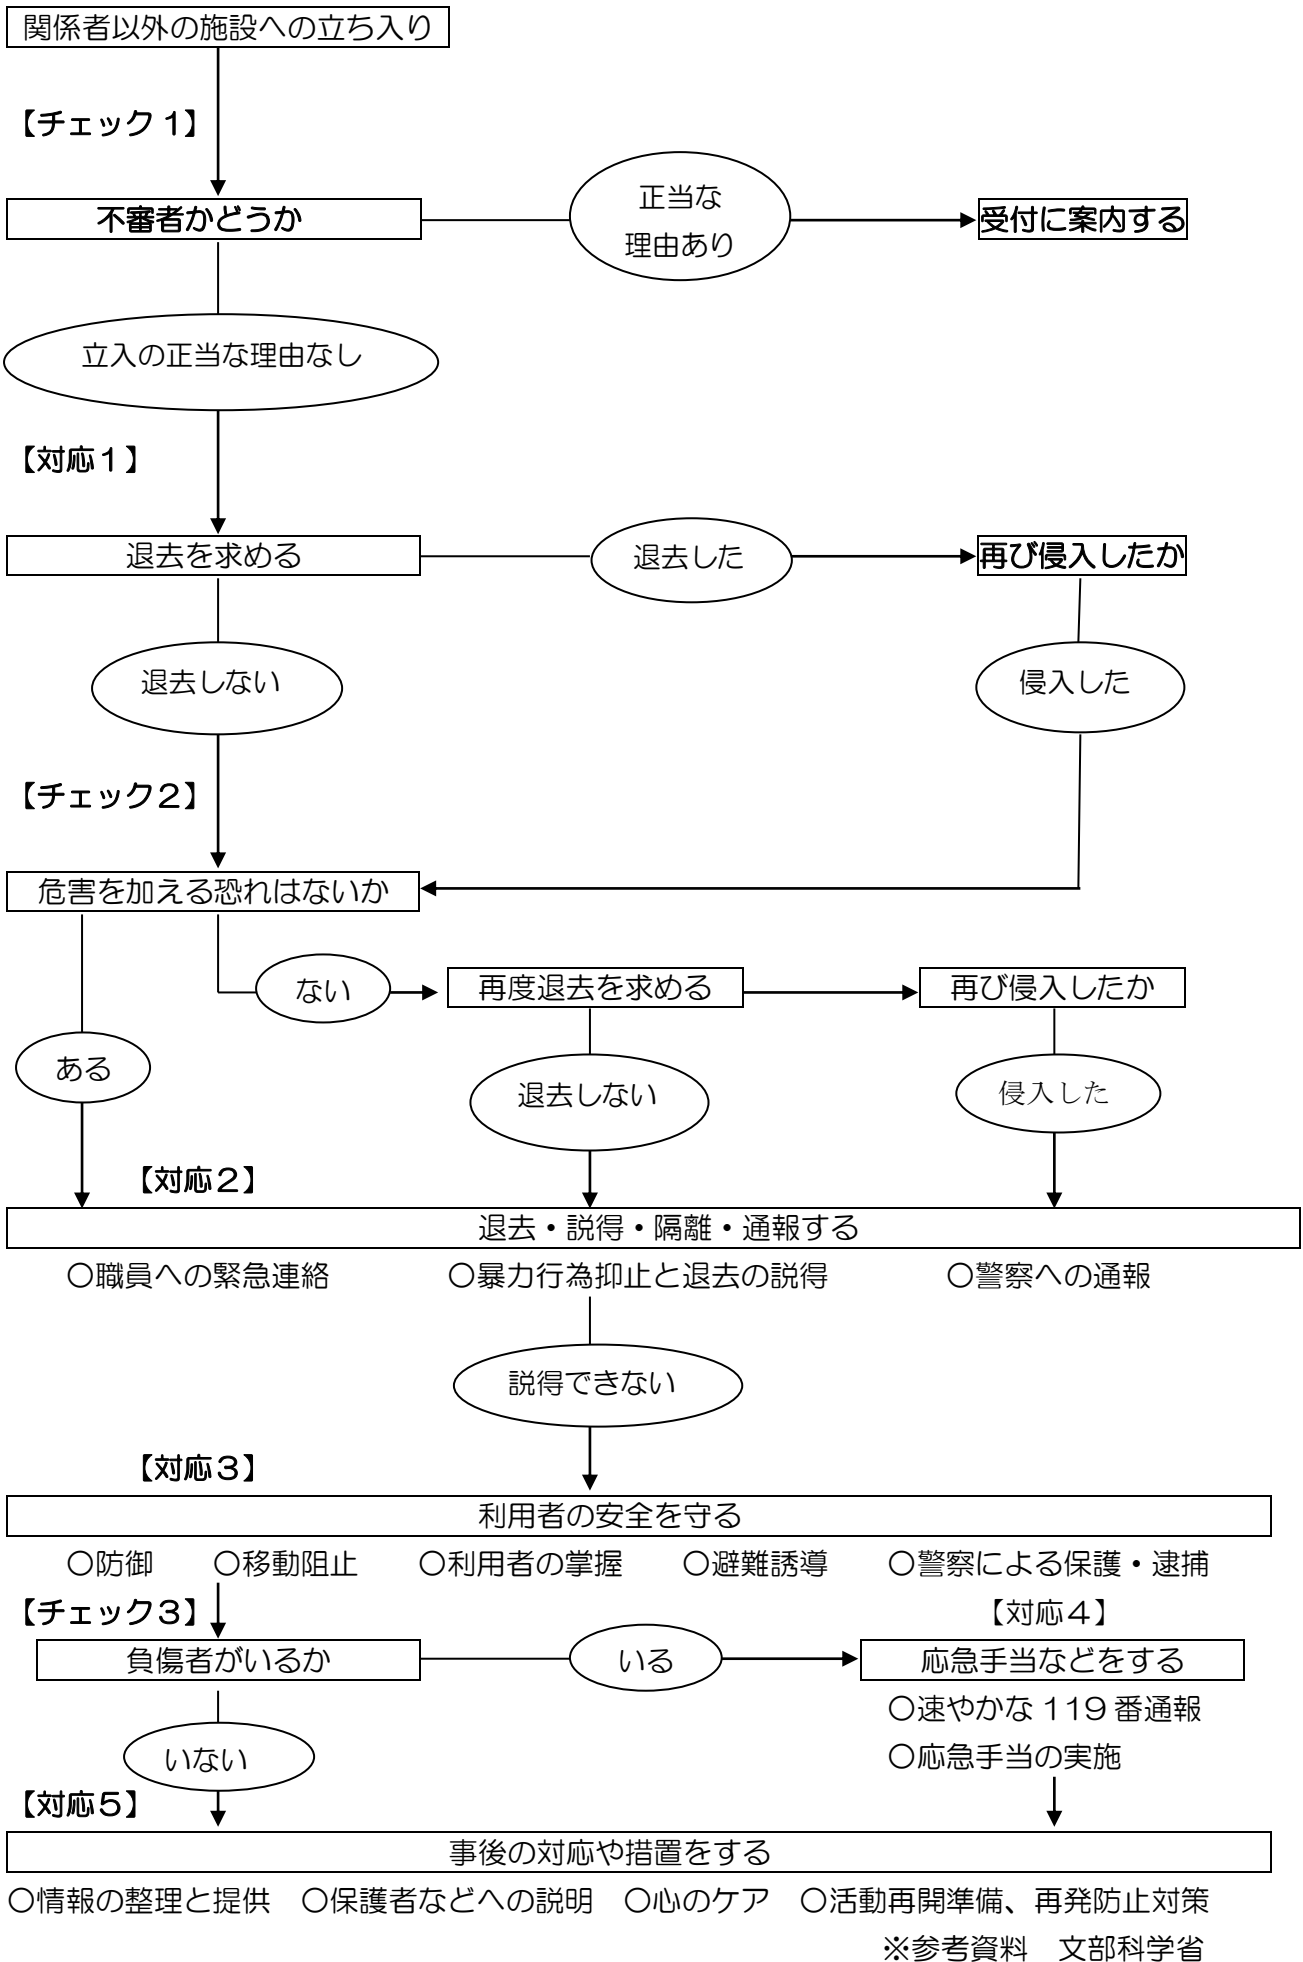 関係者以外の施設への立ち入り
【チェック1】
不審者かどうか
正当な
理由あり
受付に案内する
立入の正当な理由なし
【対応１】
退去を求める
退去した
再び侵入したか
退去しない
侵入した
【チェック２】
危害を加える恐れはないか
ない
再度退去を求める
再び侵入したか
ある
退去しない
侵入した
【対応２】
退去・説得・隔離・通報する
○職員への緊急連絡　○暴力行為抑止と退去の説得　○警察への通報
説得できない
【対応３】
利用者の安全を守る
○防御　○移動阻止　○利用者の掌握　○避難誘導　○警察による保護・逮捕
【チェック３】
【対応４】
負傷者がいるか
いる
応急手当などをする
○速やかな 119 番通報
いない
○応急手当の実施
【対応５】
事後の対応や措置をする
○情報の整理と提供　○保護者などへの説明　○心のケア　○活動再開準備、再発防止対策
※参考資料　文部科学省